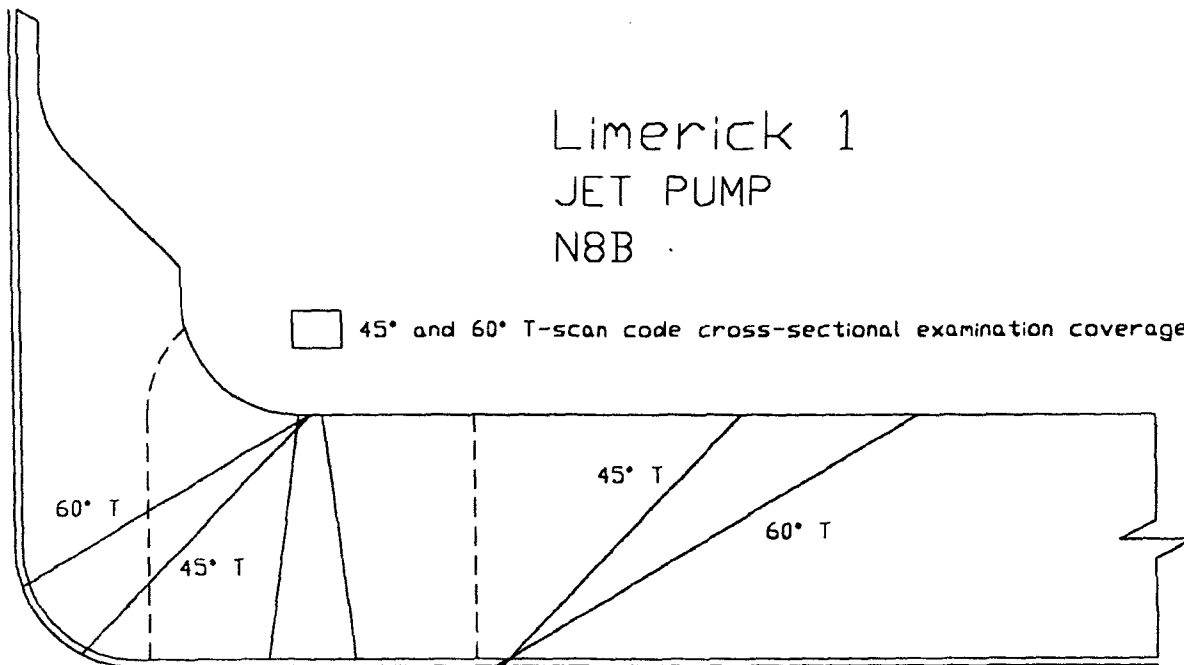 Limerick 1
JET PUMP
N8B
45° and 60° T-scan code cross-sectional examination coverage
45° T
60° T
60° T
45° T